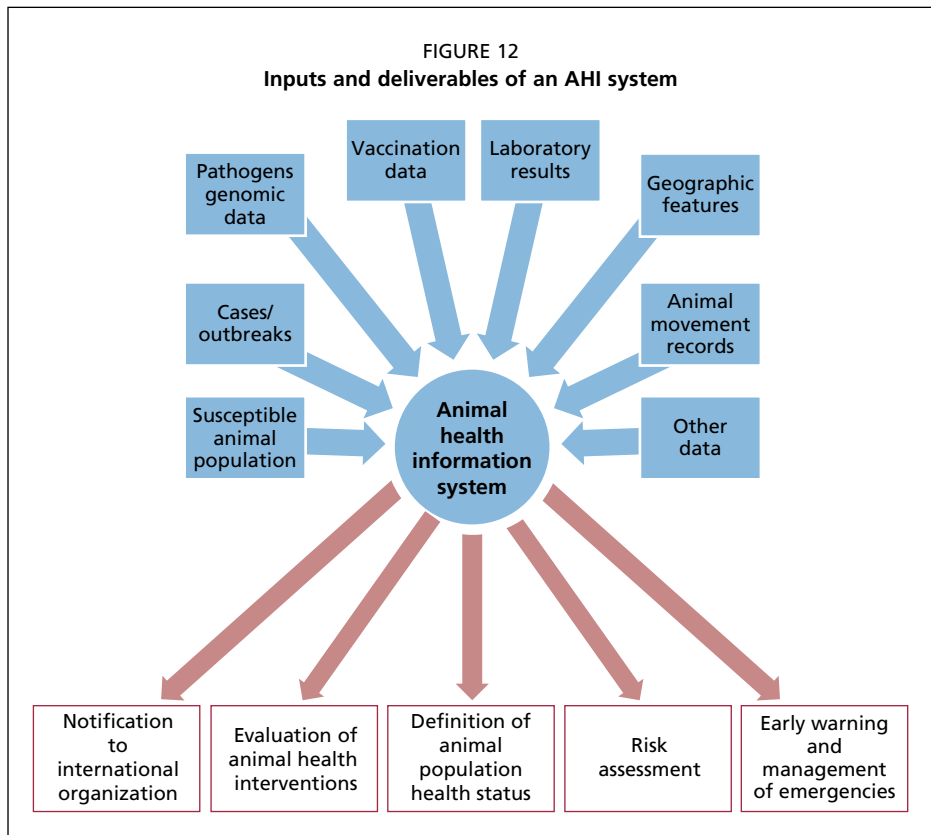 FIGURE 12
Inputs and deliverables of an AHI system
Pathogens
genomic
data
Vaccination
data
Laboratory
results
Geographic
features
Cases/
outbreaks
Animal
movement
records
Susceptible
animal
population
Animal
health
information
system
Other
data
Notification
to
international
organization
Evaluation of
animal health
interventions
Definition of
animal
population
health status
Risk
assessment
Early warning
and
management
of emergencies